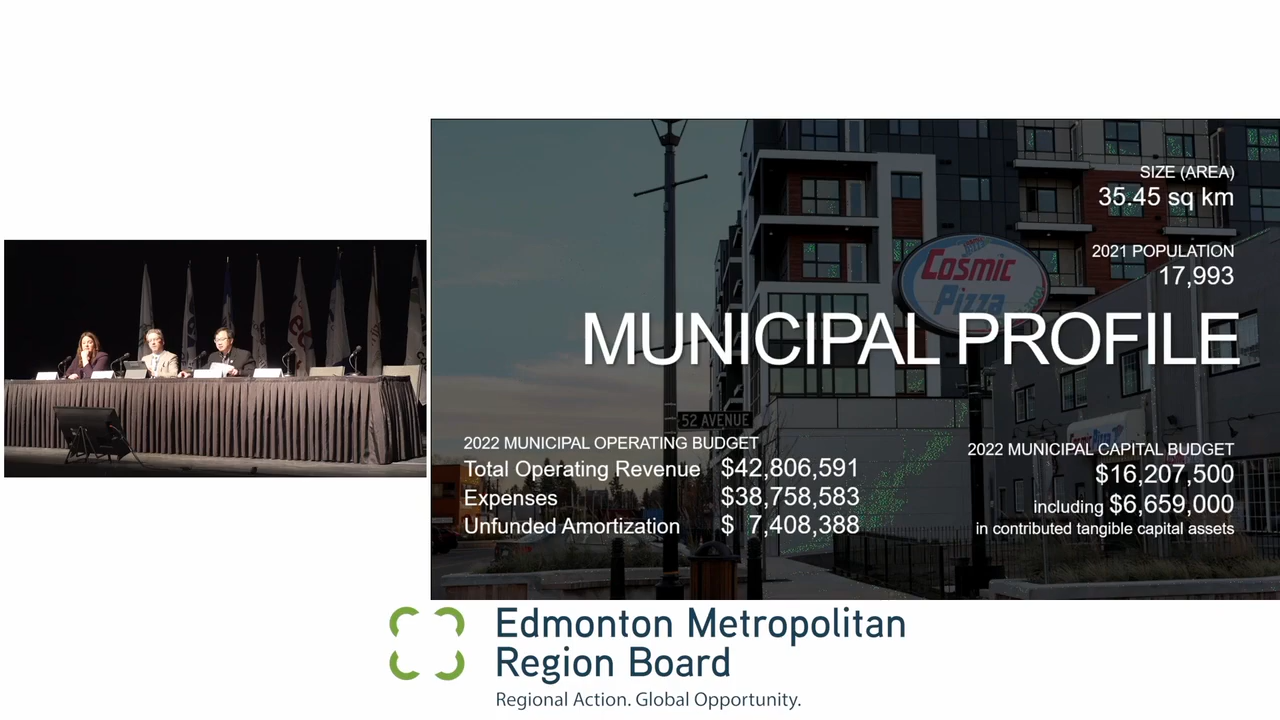 SIZE (AREA)
35.45 sq km
2021 POPULATION
17,993
Cosmic
Pizza
MUNICIPAL PROFILE
52 AVENUE
2022 MUNICIPAL OPERATING BUDGET
Total Operating Revenue $42,806,591
Expenses $38,758,583
Unfunded Amortization $ 7,408,388
2022 MUNICIPAL CAPITAL BUDGET
$16,207,500
including $6,659,000
in contributed tangible capital assets
Edmonton Metropolitan
Region Board
Regional Action. Global Opportunity.